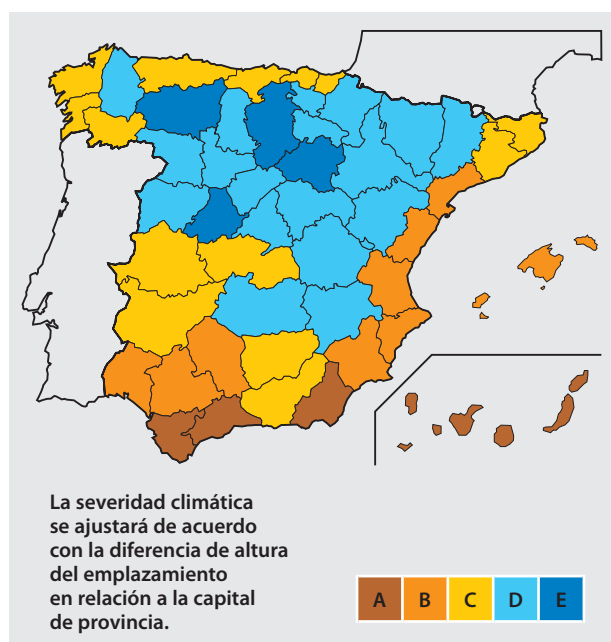 La severidad climática
se ajustará de acuerdo
con la diferencia de altura
del emplazamiento
en relación a la capital
de provincia.
A B C D E